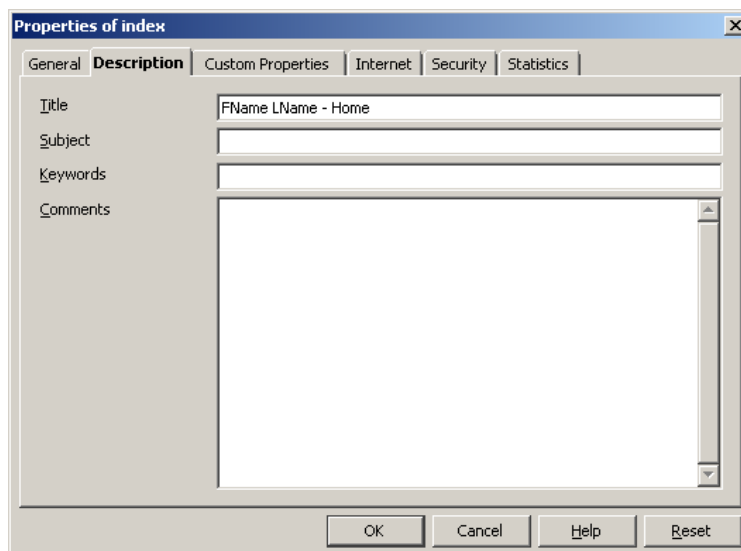 Properties of index
General Description Custom Properties Internet Security Statistics
Title FName LName - Home
Subject
Keywords
Comments
OK Cancel Help Reset